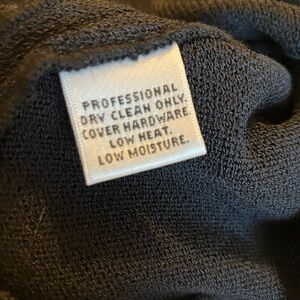 PROFESSIONAL
DRY CLEAN ONLY.
COVER HARDWARE.
LOW HEAT.
LOW MOISTURE.